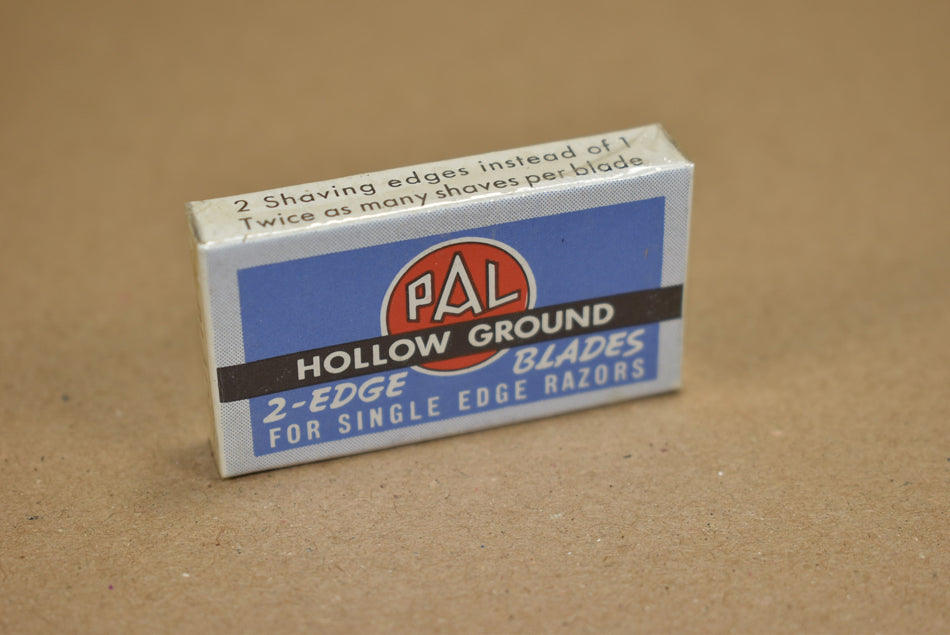 2 Shaving edges instead of 1
Twice as many shaves per blade
PAL
HOLLOW GROUND
2-EDGE BLADES
FOR SINGLE EDGE RAZORS